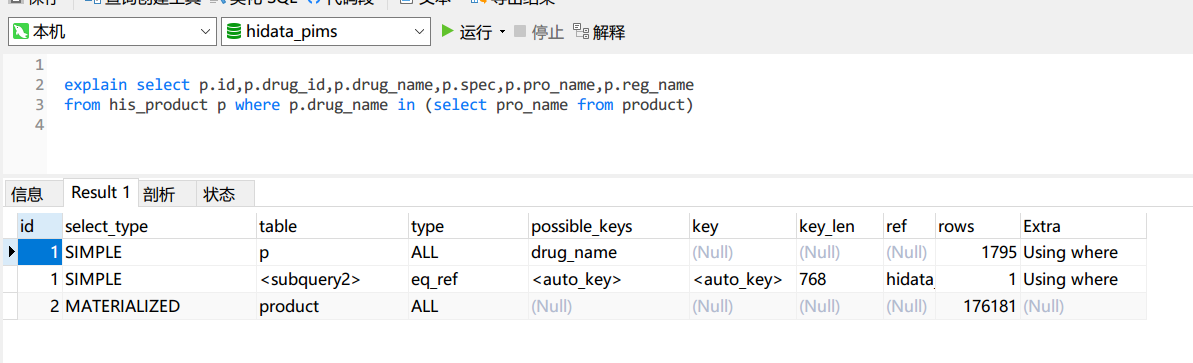 本机 hidata_pims 运行 停止 解释
1
2 explain select p.id,p.drug_id,p.drug_name,p.spec,p.pro_name,p.reg_name
3 from his_product p where p.drug_name in (select pro_name from product)
4
信息 Result 1 剖析 状态
id select_type table type possible_keys key key_len ref rows Extra
1 SIMPLE p ALL drug_name (Null) (Null) (Null) 1795 Using where
1 SIMPLE <subquery2> eq_ref <auto_key> <auto_key> 768 hidata_ 1 Using where
2 MATERIALIZED product ALL (Null) (Null) (Null) (Null) 176181 (Null)